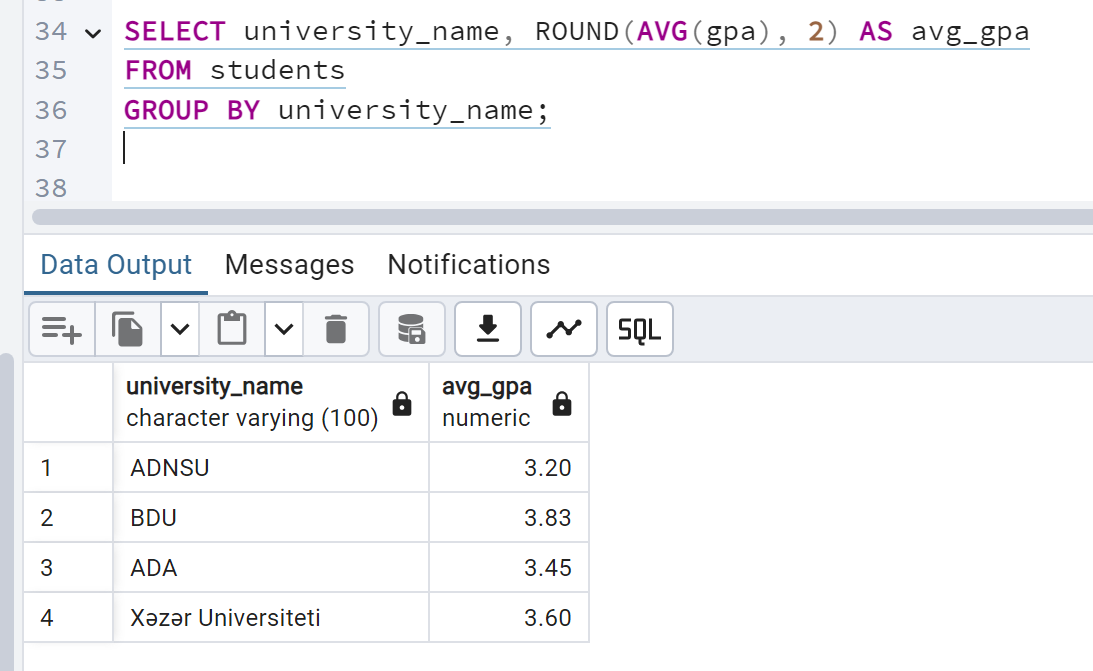 34 SELECT university_name, ROUND(AVG(gpa), 2) AS avg_gpa
35 FROM students
36 GROUP BY university_name;
37
38
Data Output Messages Notifications
SQL
university_name avg_gpa
character varying (100) numeric
1 ADNSU 3.20
2 BDU 3.83
3 ADA 3.45
4 Xəzər Universiteti 3.60